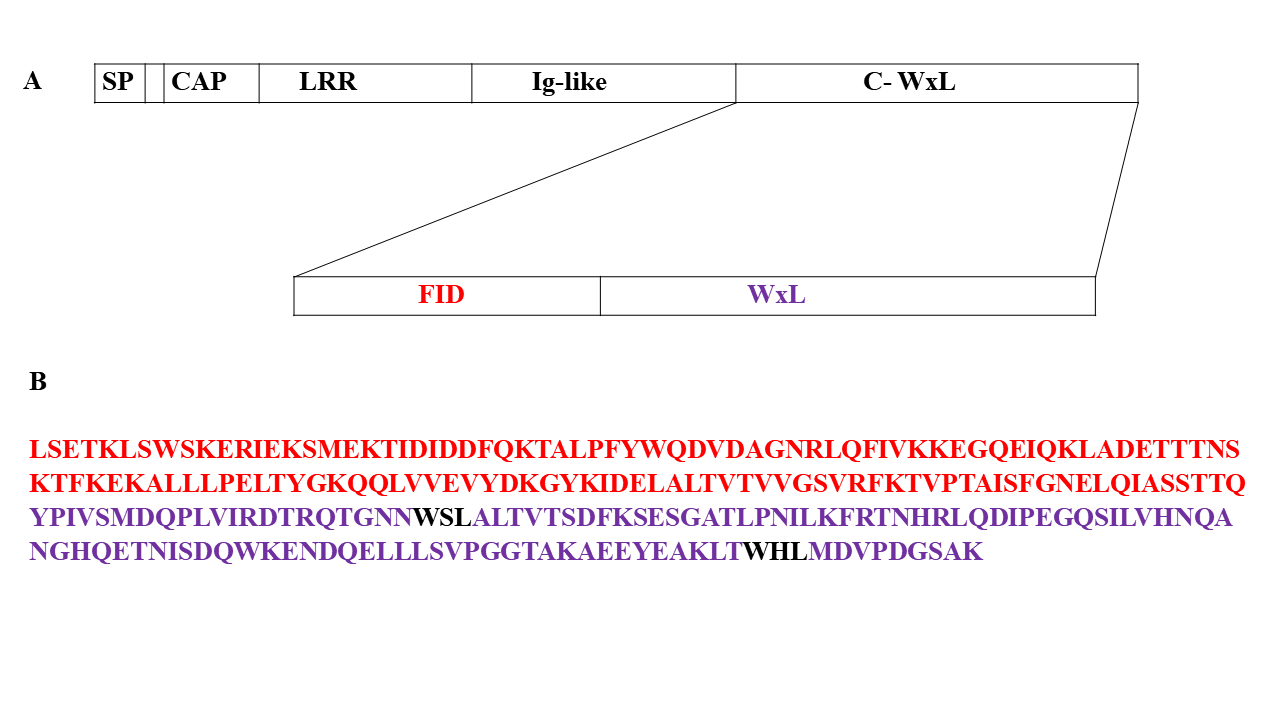 A SP CAP LRR Ig-like C- WxL
FID WxL
B
LSETKLSWSKERIEKSMEKTIDIDDFQKTALPFYWQDVDAGNRLQFIVKKEGQEIQKLADETTTNS
KTFKEKALLLPELTYGKQQLVVEVYDKGYKIDELALTVTVVGSVRFKTVPTAISFGNELQIASSTTQ
YPIVSMDQPLVIRDTRQTGNNWSLALTVTSDFKSESGATLPNILKFRTNHRLQDIPEGQSILVHNQA
NGHQETNISDQWKENDQELLLSVPGGTAKAEEYEAKLTWHLMDVPDGSAK